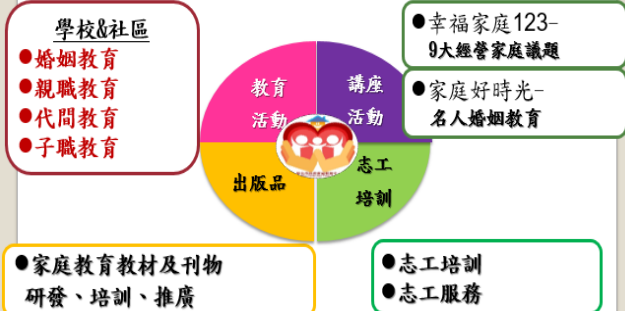 學校&社區
●婚姻教育
●親職教育
●代間教育
●子職教育
●幸福家庭123-
9大經營家庭議題
●家庭好時光-
名人婚姻教育
教育
活動
講座
活動
出版品
志工
培訓
●家庭教育教材及刊物
研發、培訓、推廣
●志工培訓
●志工服務